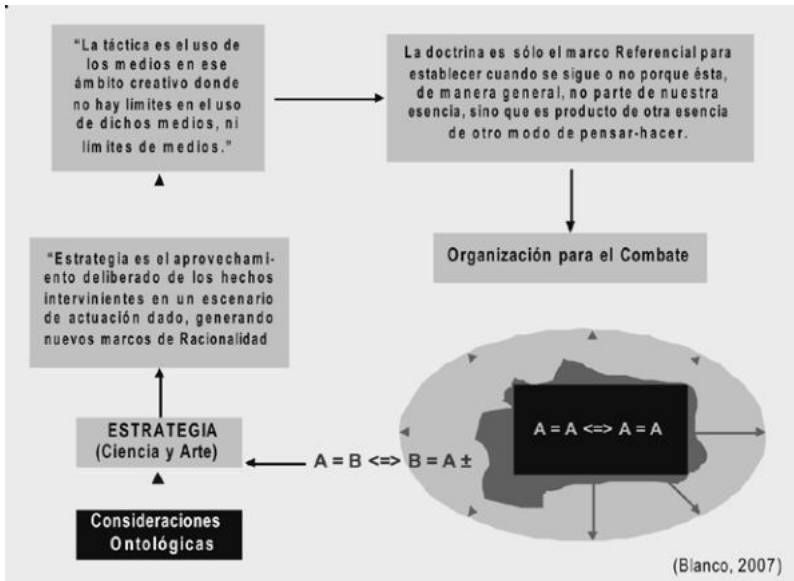 “La táctica es el uso de
los medios en ese
ámbito creativo donde
no hay límites en el uso
de dichos medios, ni
límites de medios.”
La doctrina es sólo el marco Referencial para
establecer cuando se sigue o no porque ésta,
de manera general, no parte de nuestra
esencia, sino que es producto de otra esencia
de otro modo de pensar-hacer.
Organización para el Combate
“Estrategia es el aprovechami-
ento deliberado de los hechos
intervinientes en un escenario
de actuación dado, generando
nuevos marcos de Racionalidad
ESTRATEGIA
(Ciencia y Arte)
A = B <=> B = A ±
A = A <=> A = A
Consideraciones
Ontológicas
(Blanco, 2007)